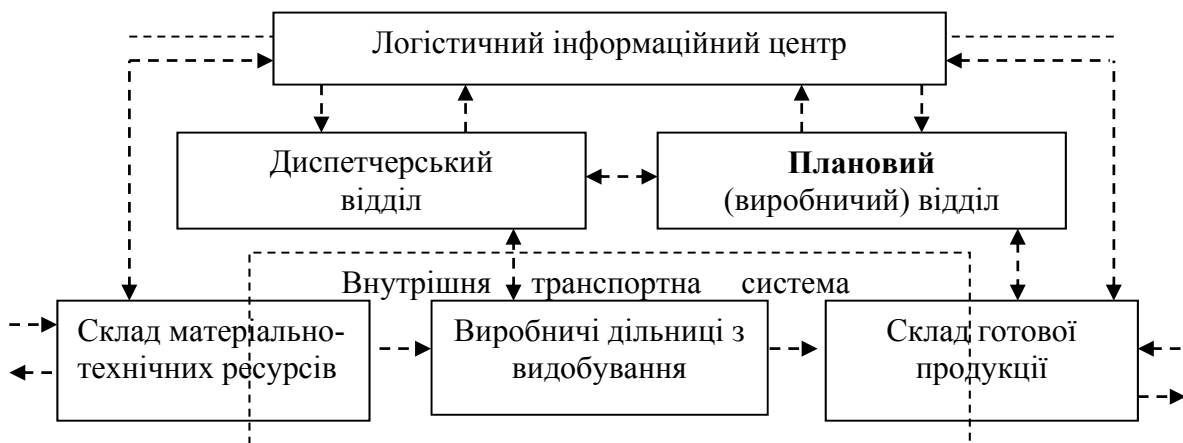 Логістичний інформаційний центр
Диспетчерський
відділ
Плановий
(виробничий) відділ
Внутрішня транспортна система
Склад матеріально-
технічних ресурсів
Виробничі дільниці з
видобування
Склад готової
продукції